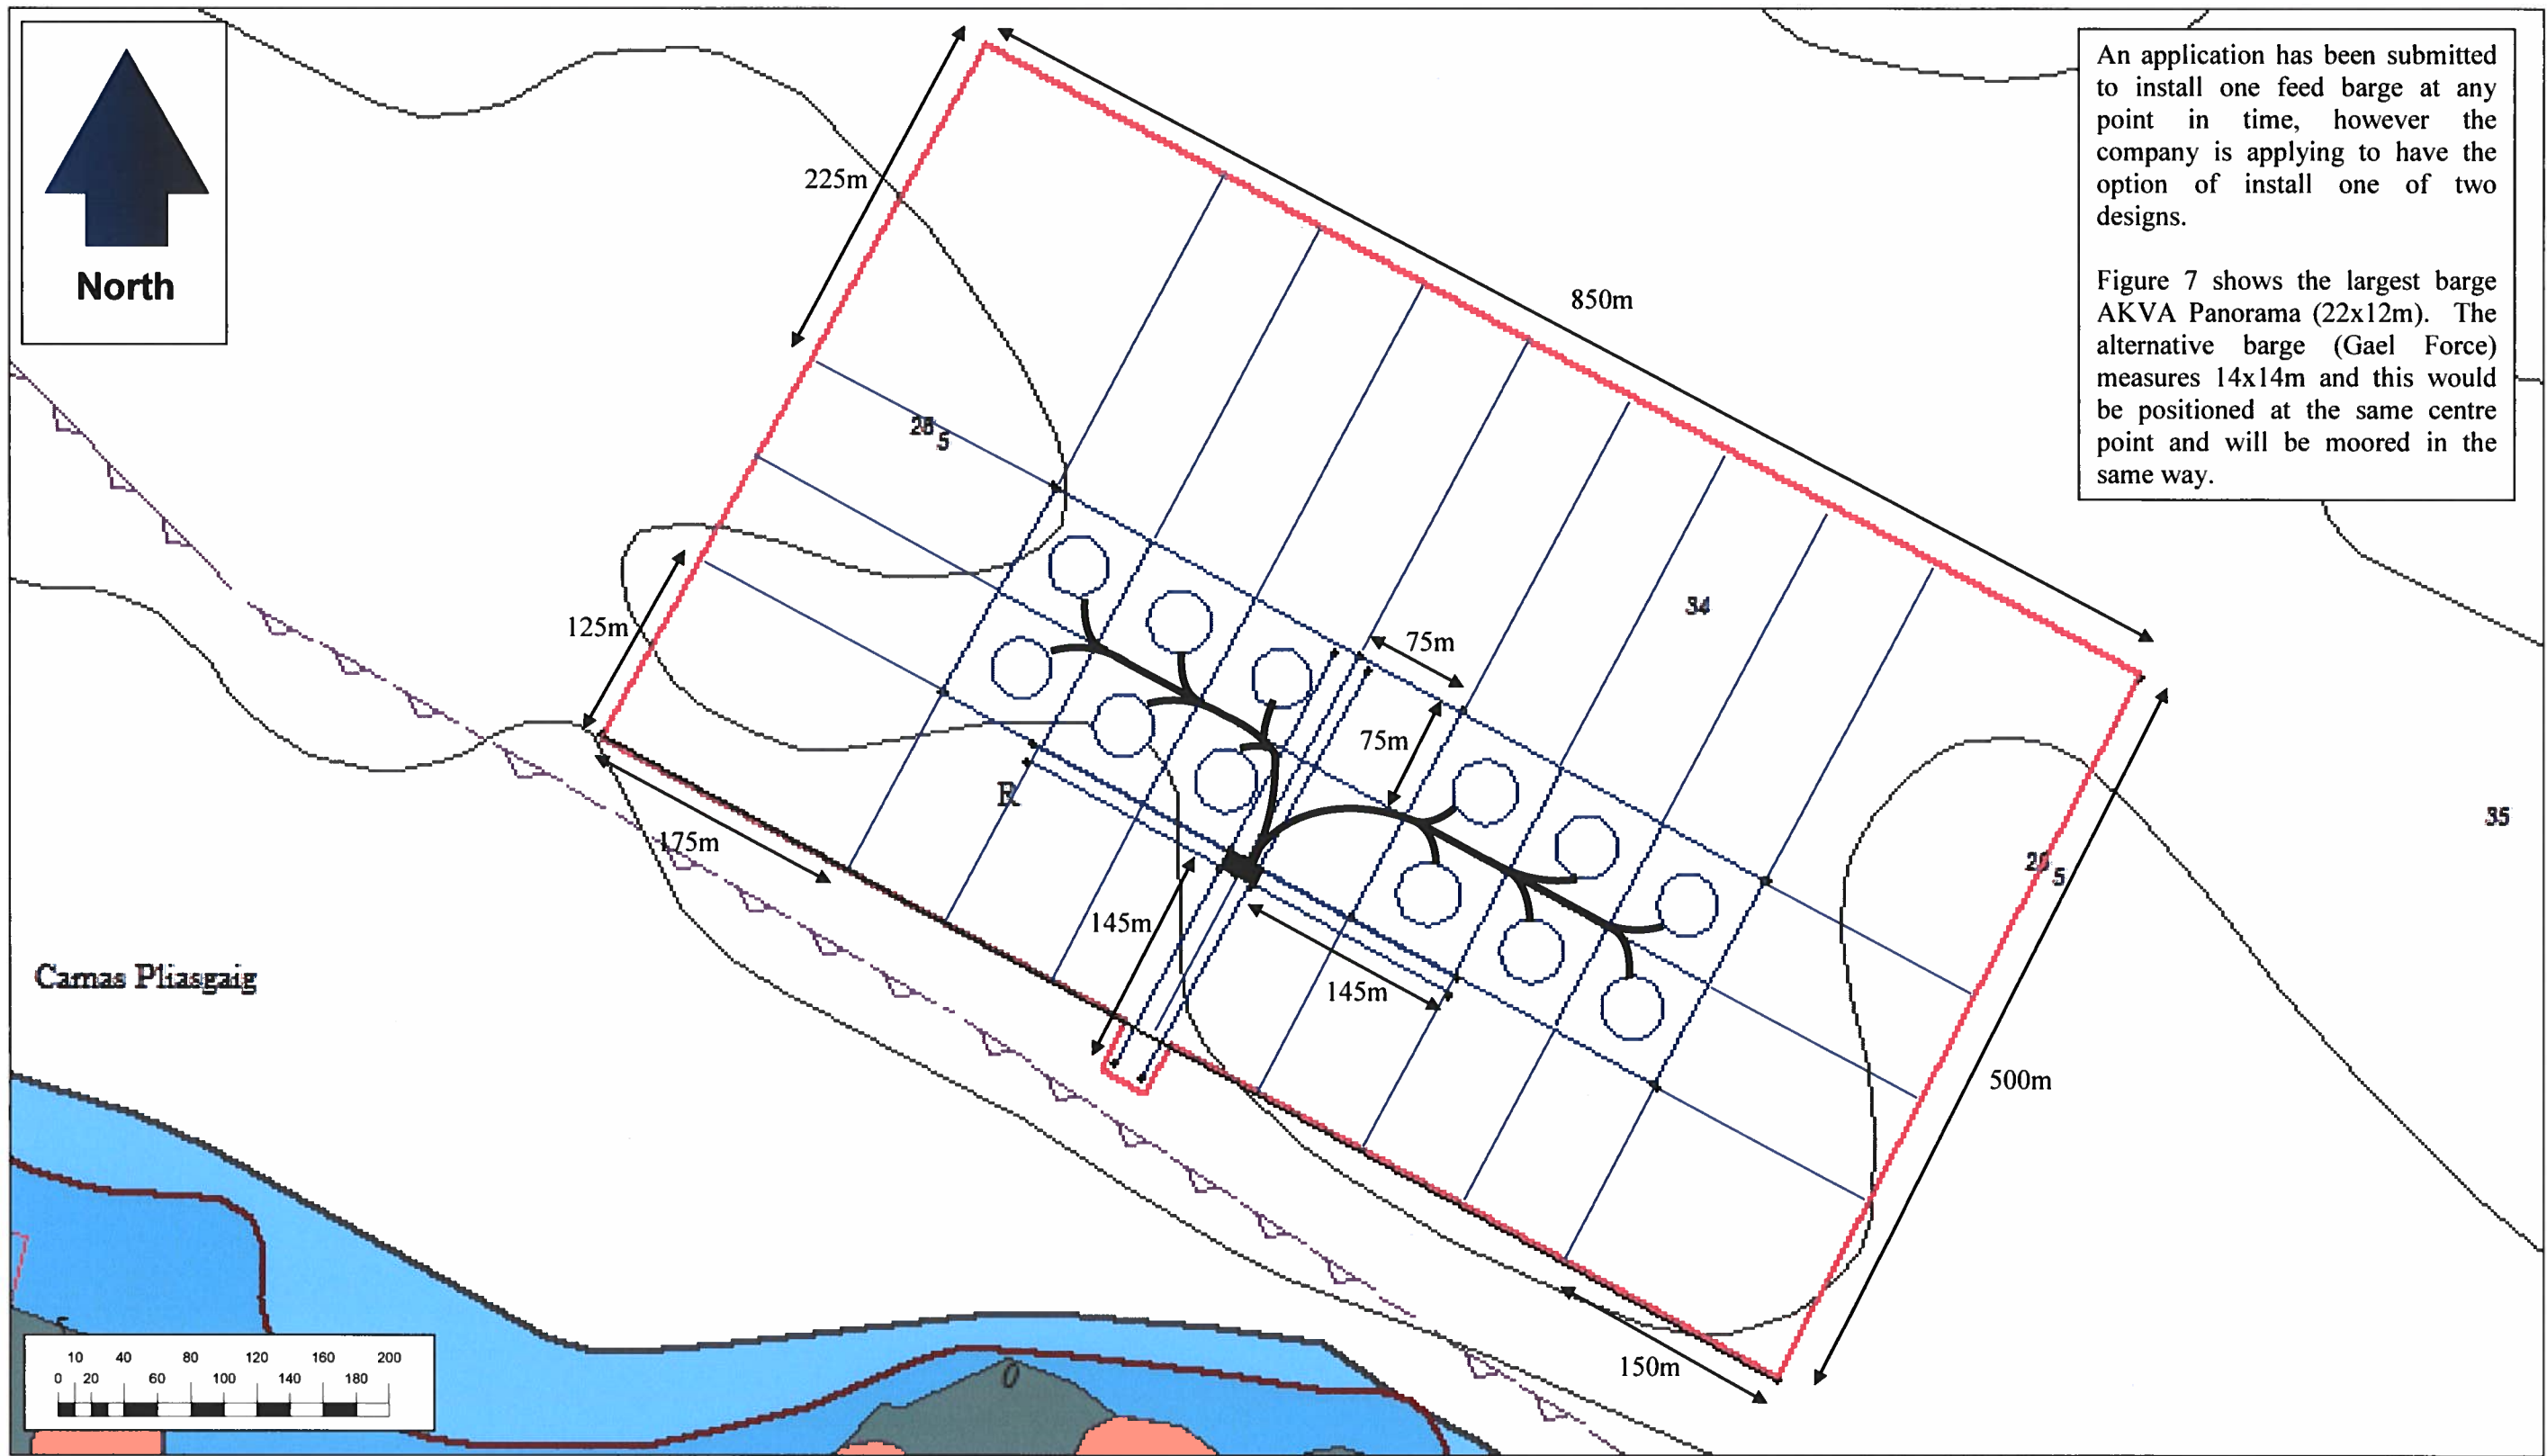 North
An application has been submitted
to install one feed barge at any
point in time, however the
company is applying to have the
option of install one of two
designs.
Figure 7 shows the largest barge
AKVA Panorama (22x12m). The
alternative barge (Gael Force)
measures 14x14m and this would
be positioned at the same centre
point and will be moored in the
same way.
225m
850m
5
34
125m
75m
75m
R
175m
35
5
145m
145m
Camas Pliasgaig
500m
150m
0
10 40 80 120 160 200
0 20 60 100 140 180